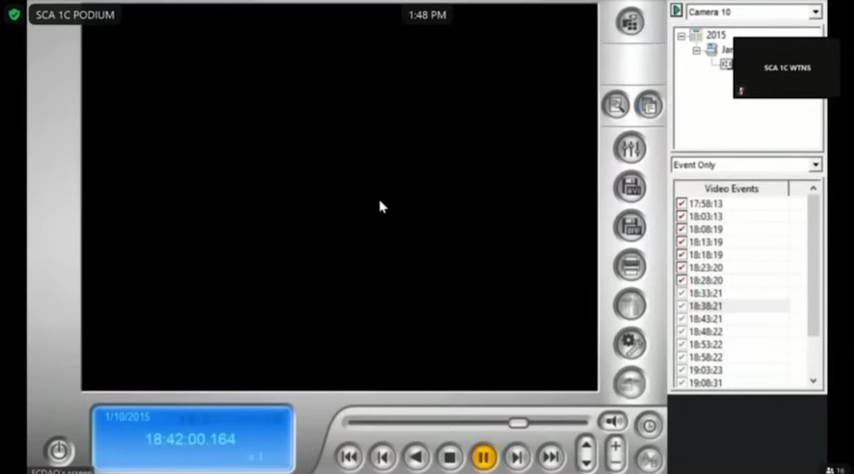 SCA 1C PODIUM
1:48 PM
Camera 10
2015
SCA 1C WTNS
Event Only
Video Events
17:58:13
18:03:13
18:08:19
18:13:19
18:18:19
18:23:20
18:28:20
18:33:21
18:38:21
18:43:21
18:48:22
18:53:22
18:58:22
19:03:23
19:08:31
1/10/2015
18:42:00.164
x 1
16